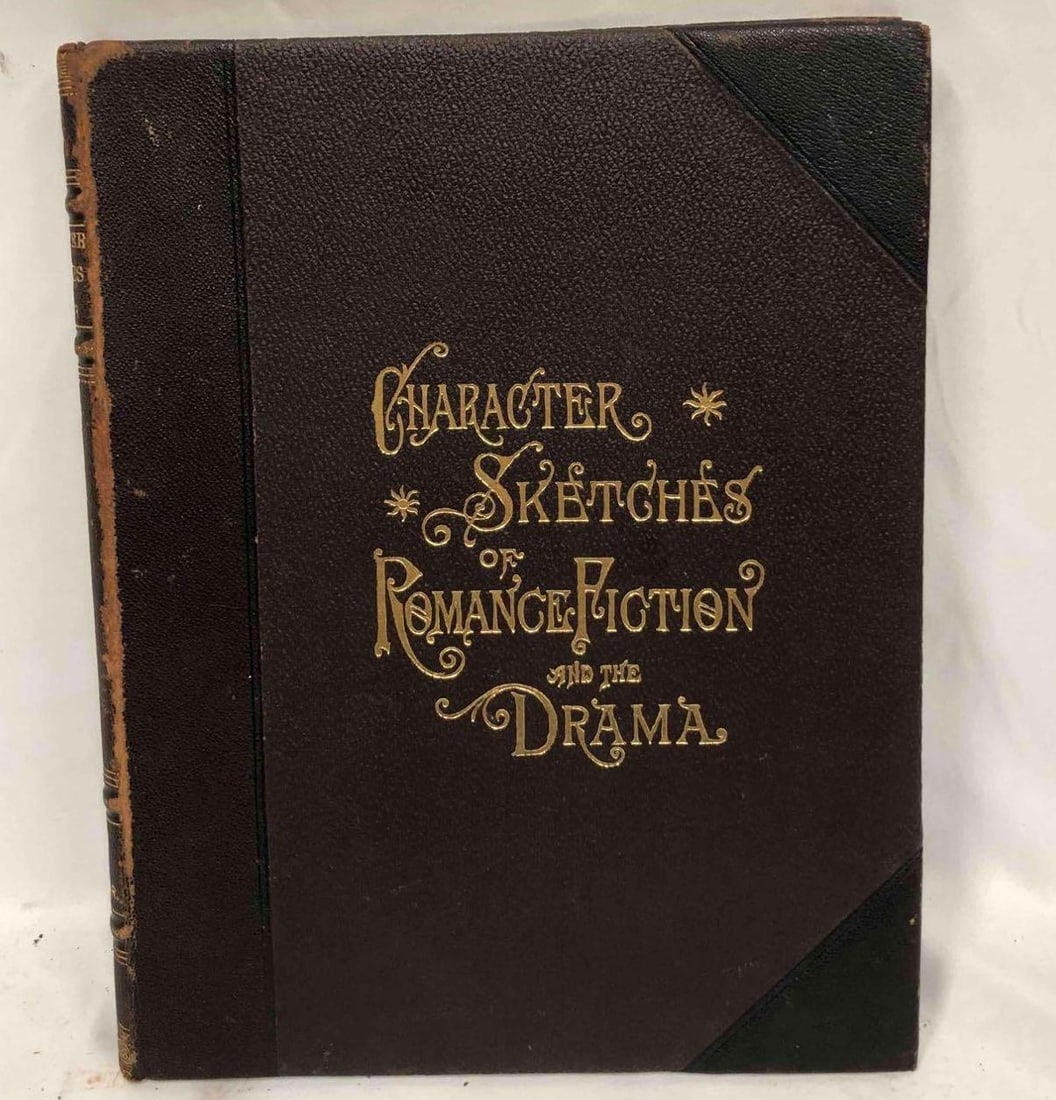 CHARACTER
SKETCHES
OF
ROMANCE FICTION
AND THE
DRAMA